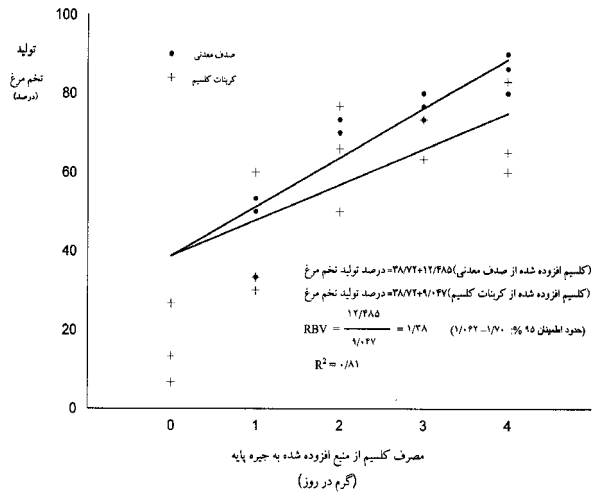 تولید
تخم مرغ
(درصد)
100
80
60
40
20
0
صدف معدنی
کربنات کلسیم
(کلسیم افزوده شده از صدف معدنی)۳۸/۷۲+۱۲/۴۸۵= درصد تولید تخم مرغ
(کلسیم افزوده شده از کربنات کلسیم)۳۸/۷۲+۹/۰۴۷= درصد تولید تخم مرغ
RBV = ۱۲/۴۸۵ / ۹/۰۴۷ = ۱/۳۸ (حدود اطمینان ۹۵ %: ۱/۷۰–۱/۰۶۲)
R² = ۰/۸۱
0 1 2 3 4
مصرف کلسیم از منبع افزوده شده به جیره پایه
(گرم در روز)